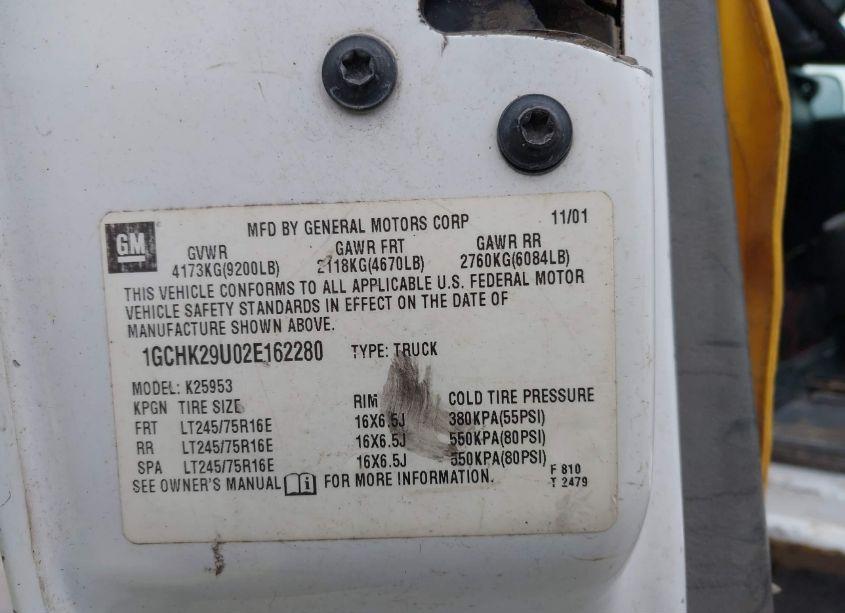 GM
MFD BY GENERAL MOTORS CORP 11/01
GVWR GAWR FRT GAWR RR
4173KG(9200LB) 2118KG(4670LB) 2760KG(6084LB)
THIS VEHICLE CONFORMS TO ALL APPLICABLE U.S. FEDERAL MOTOR
VEHICLE SAFETY STANDARDS IN EFFECT ON THE DATE OF
MANUFACTURE SHOWN ABOVE.
1GCHK29U02E162280 TYPE: TRUCK
MODEL: K25953
KPGN TIRE SIZE RIM COLD TIRE PRESSURE
FRT LT245/75R16E 16X6.5J 380KPA(55PSI)
RR LT245/75R16E 16X6.5J 550KPA(80PSI)
SPA LT245/75R16E 16X6.5J 550KPA(80PSI)
SEE OWNER'S MANUAL FOR MORE INFORMATION.
F 810
T 2479